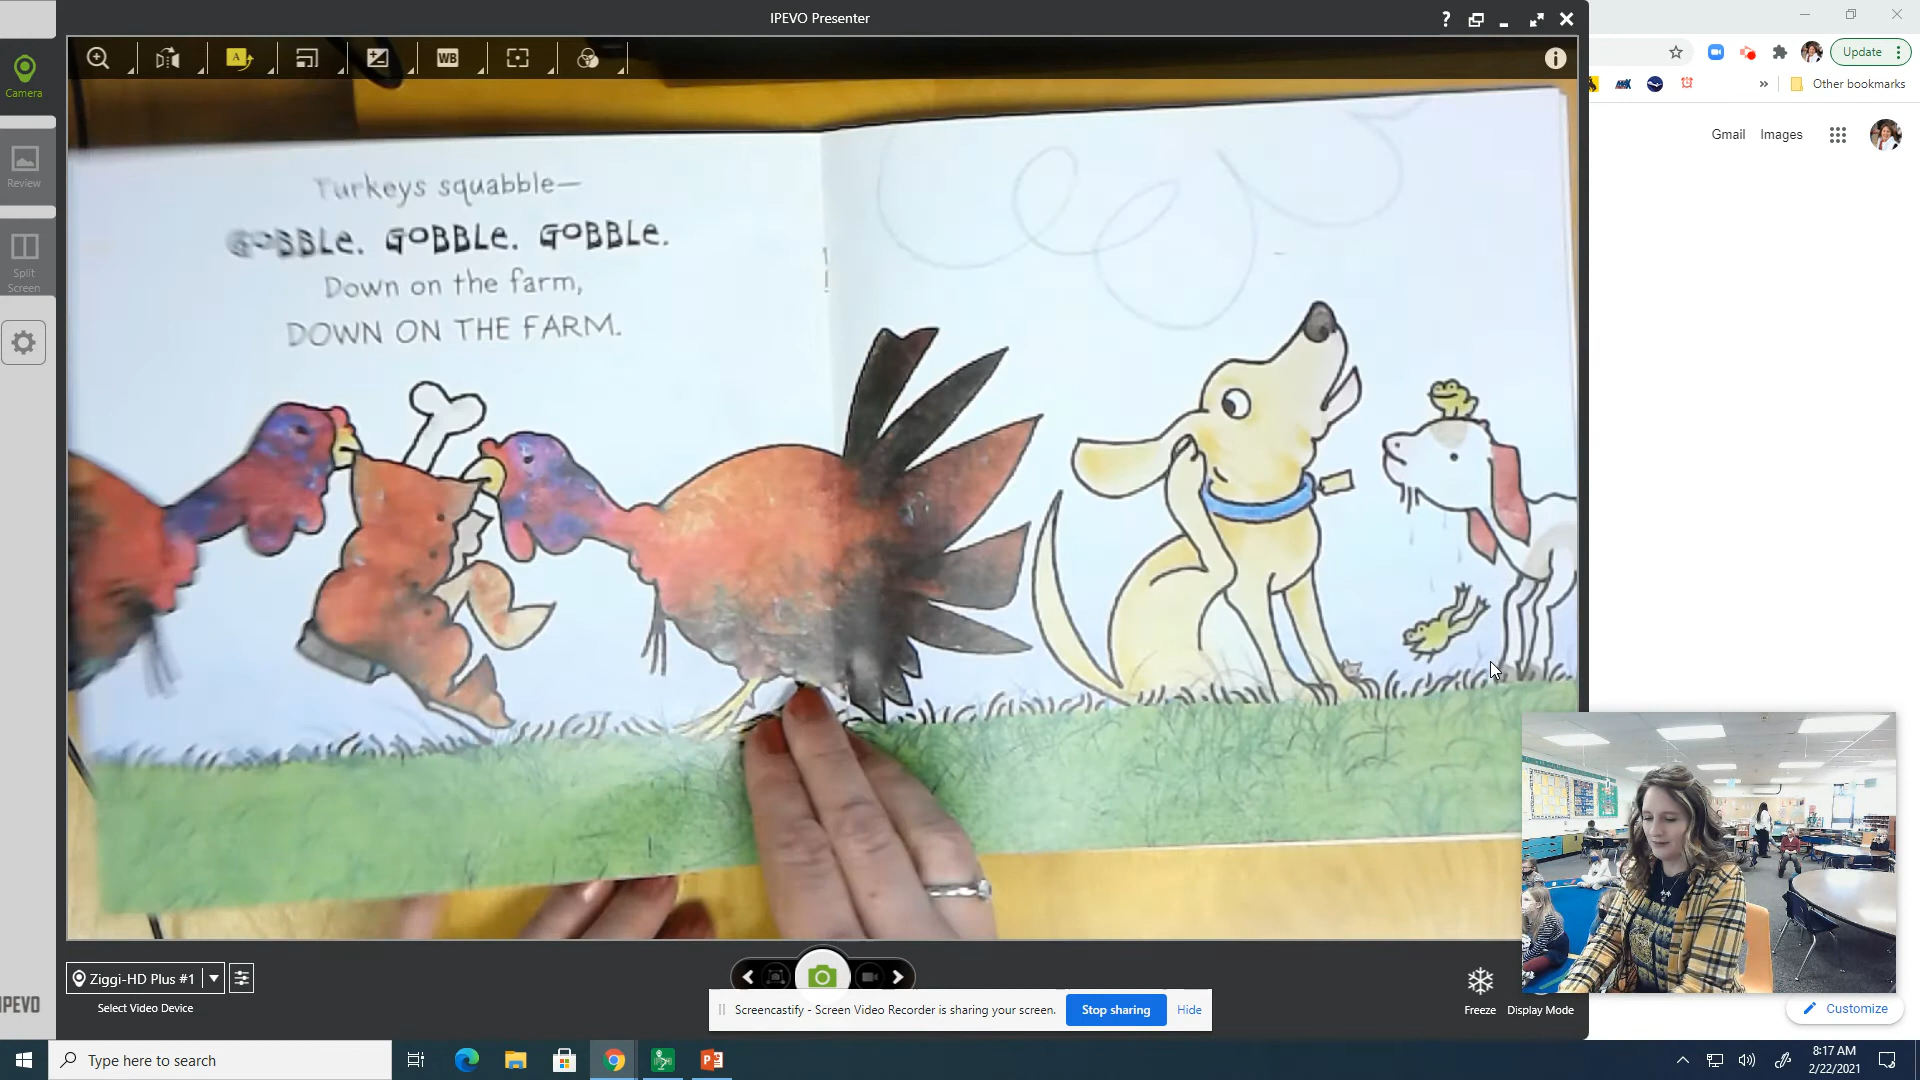 IPEVO Presenter
?
Update
Camera
WB
Other bookmarks
Gmail Images
Review
Split
Screen
Turkeys squabble—
GOBBLE. GOBBLE. GOBBLE.
Down on the farm,
DOWN ON THE FARM.
Ziggi-HD Plus #1
Select Video Device
IPEVO
Screencastify - Screen Video Recorder is sharing your screen.
Stop sharing
Hide
Freeze
Display Mode
Customize
Type here to search
8:17 AM
2/22/2021